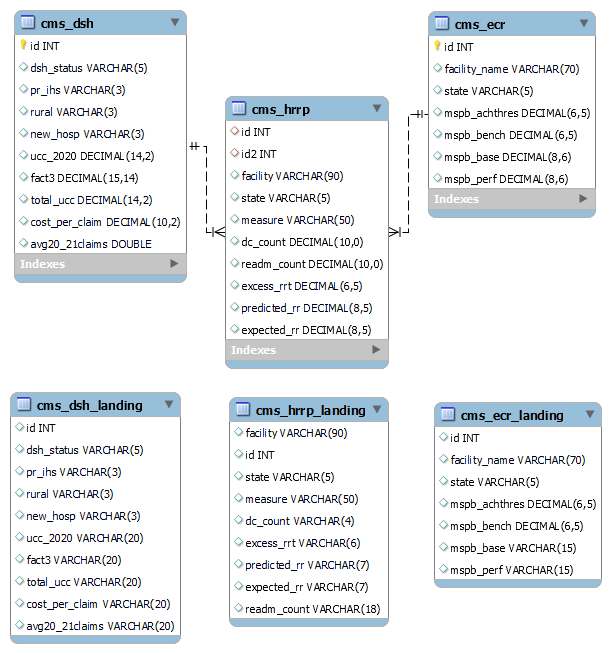 cms_dsh
id INT
dsh_status VARCHAR(5)
pr_ihs VARCHAR(3)
rural VARCHAR(3)
new_hosp VARCHAR(3)
ucc_2020 DECIMAL(14,2)
fact3 DECIMAL(15,14)
total_ucc DECIMAL(14,2)
cost_per_claim DECIMAL(10,2)
avg20_21claims DOUBLE
Indexes
cms_hrrp
id INT
id2 INT
facility VARCHAR(90)
state VARCHAR(5)
measure VARCHAR(50)
dc_count DECIMAL(10,0)
readm_count DECIMAL(10,0)
excess_rrt DECIMAL(6,5)
predicted_rr DECIMAL(8,5)
expected_rr DECIMAL(8,5)
Indexes
cms_ecr
id INT
facility_name VARCHAR(70)
state VARCHAR(5)
mspb_achthres DECIMAL(6,5)
mspb_bench DECIMAL(6,5)
mspb_base DECIMAL(8,6)
mspb_perf DECIMAL(8,6)
Indexes
cms_dsh_landing
id INT
dsh_status VARCHAR(5)
pr_ihs VARCHAR(3)
rural VARCHAR(3)
new_hosp VARCHAR(3)
ucc_2020 VARCHAR(20)
fact3 VARCHAR(20)
total_ucc VARCHAR(20)
cost_per_claim VARCHAR(20)
avg20_21claims VARCHAR(20)
cms_hrrp_landing
facility VARCHAR(90)
id INT
state VARCHAR(5)
measure VARCHAR(50)
dc_count VARCHAR(4)
excess_rrt VARCHAR(6)
predicted_rr VARCHAR(7)
expected_rr VARCHAR(7)
readm_count VARCHAR(18)
cms_ecr_landing
id INT
facility_name VARCHAR(70)
state VARCHAR(5)
mspb_achthres DECIMAL(6,5)
mspb_bench DECIMAL(6,5)
mspb_base VARCHAR(15)
mspb_perf VARCHAR(15)